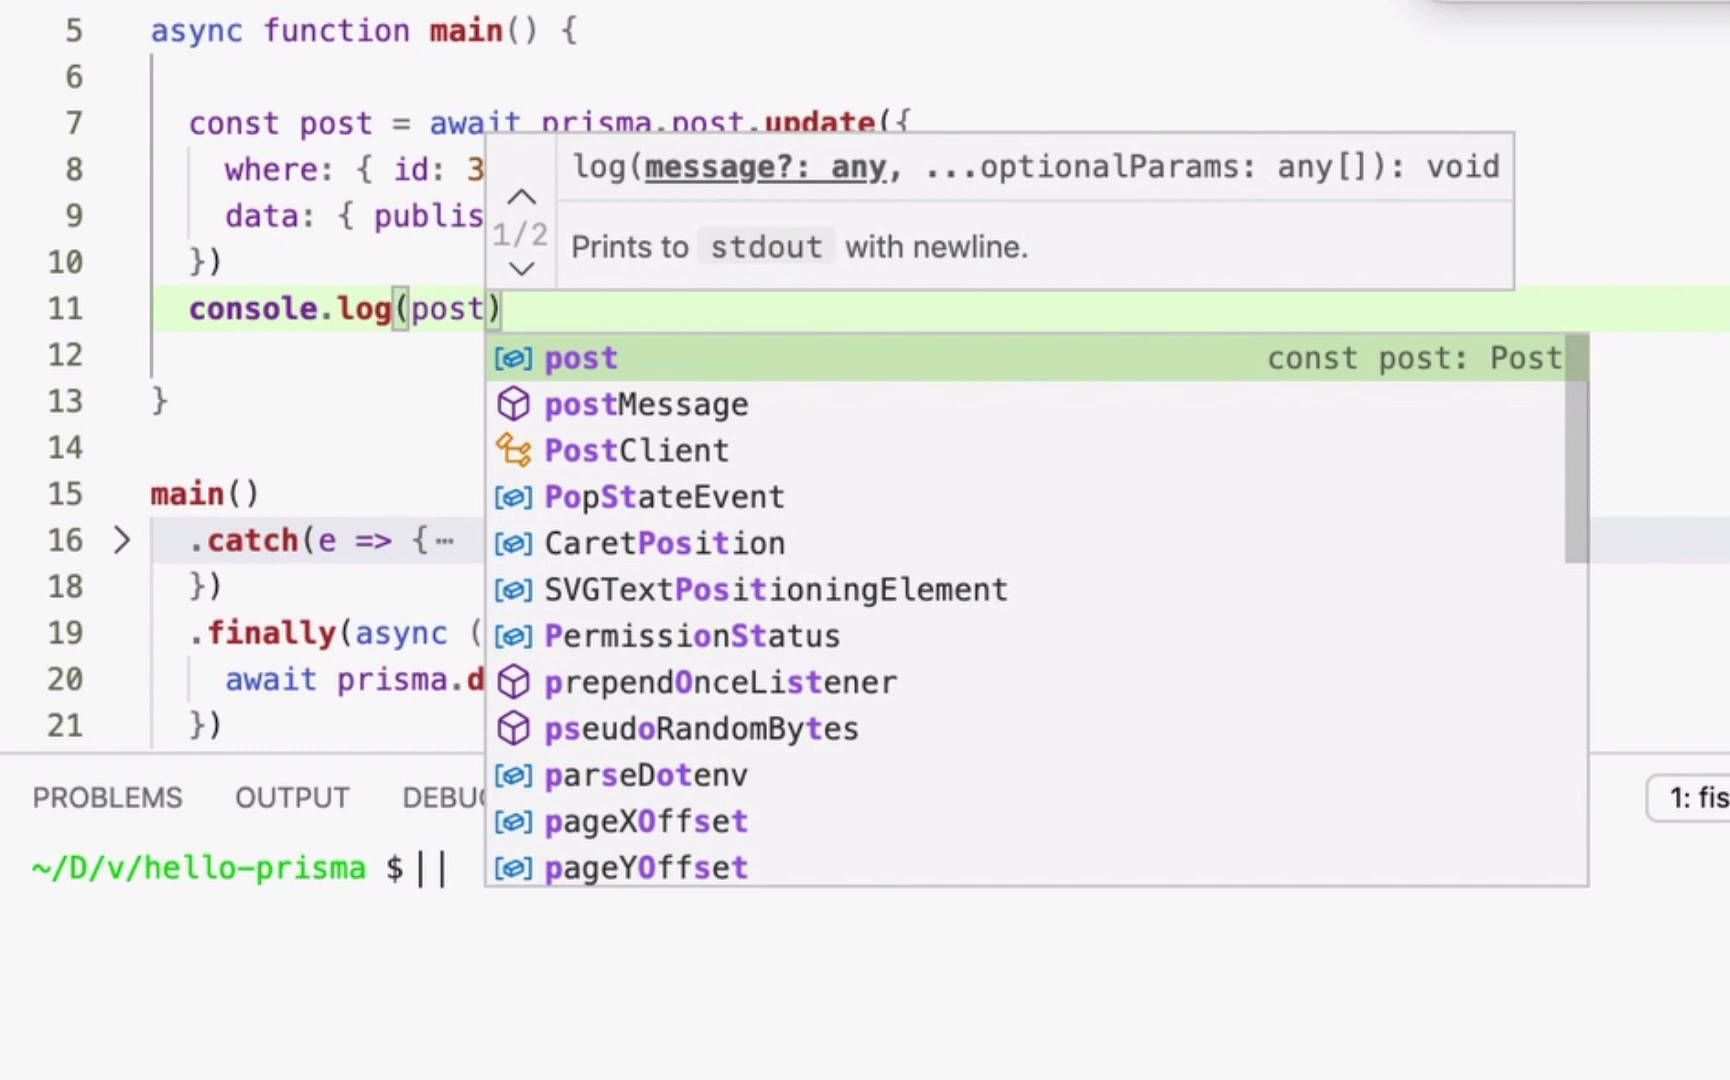 5 async function main() {
6
7 const post = await prisma.post.update({
8 where: { id: 3
9 data: { publis
10 })
11 console.log(post)
12
13 }
14
15 main()
16 .catch(e => {⋯
18 })
19 .finally(async (
20 await prisma.d
21 })
log(message?: any, ...optionalParams: any[]): void
1/2
Prints to stdout with newline.
post const post: Post
postMessage
PostClient
PopStateEvent
CaretPosition
SVGTextPositioningElement
PermissionStatus
prependOnceListener
pseudoRandomBytes
parseDotenv
pageXOffset
pageYOffset
PROBLEMS OUTPUT DEBUG 1: fis
~/D/v/hello-prisma $